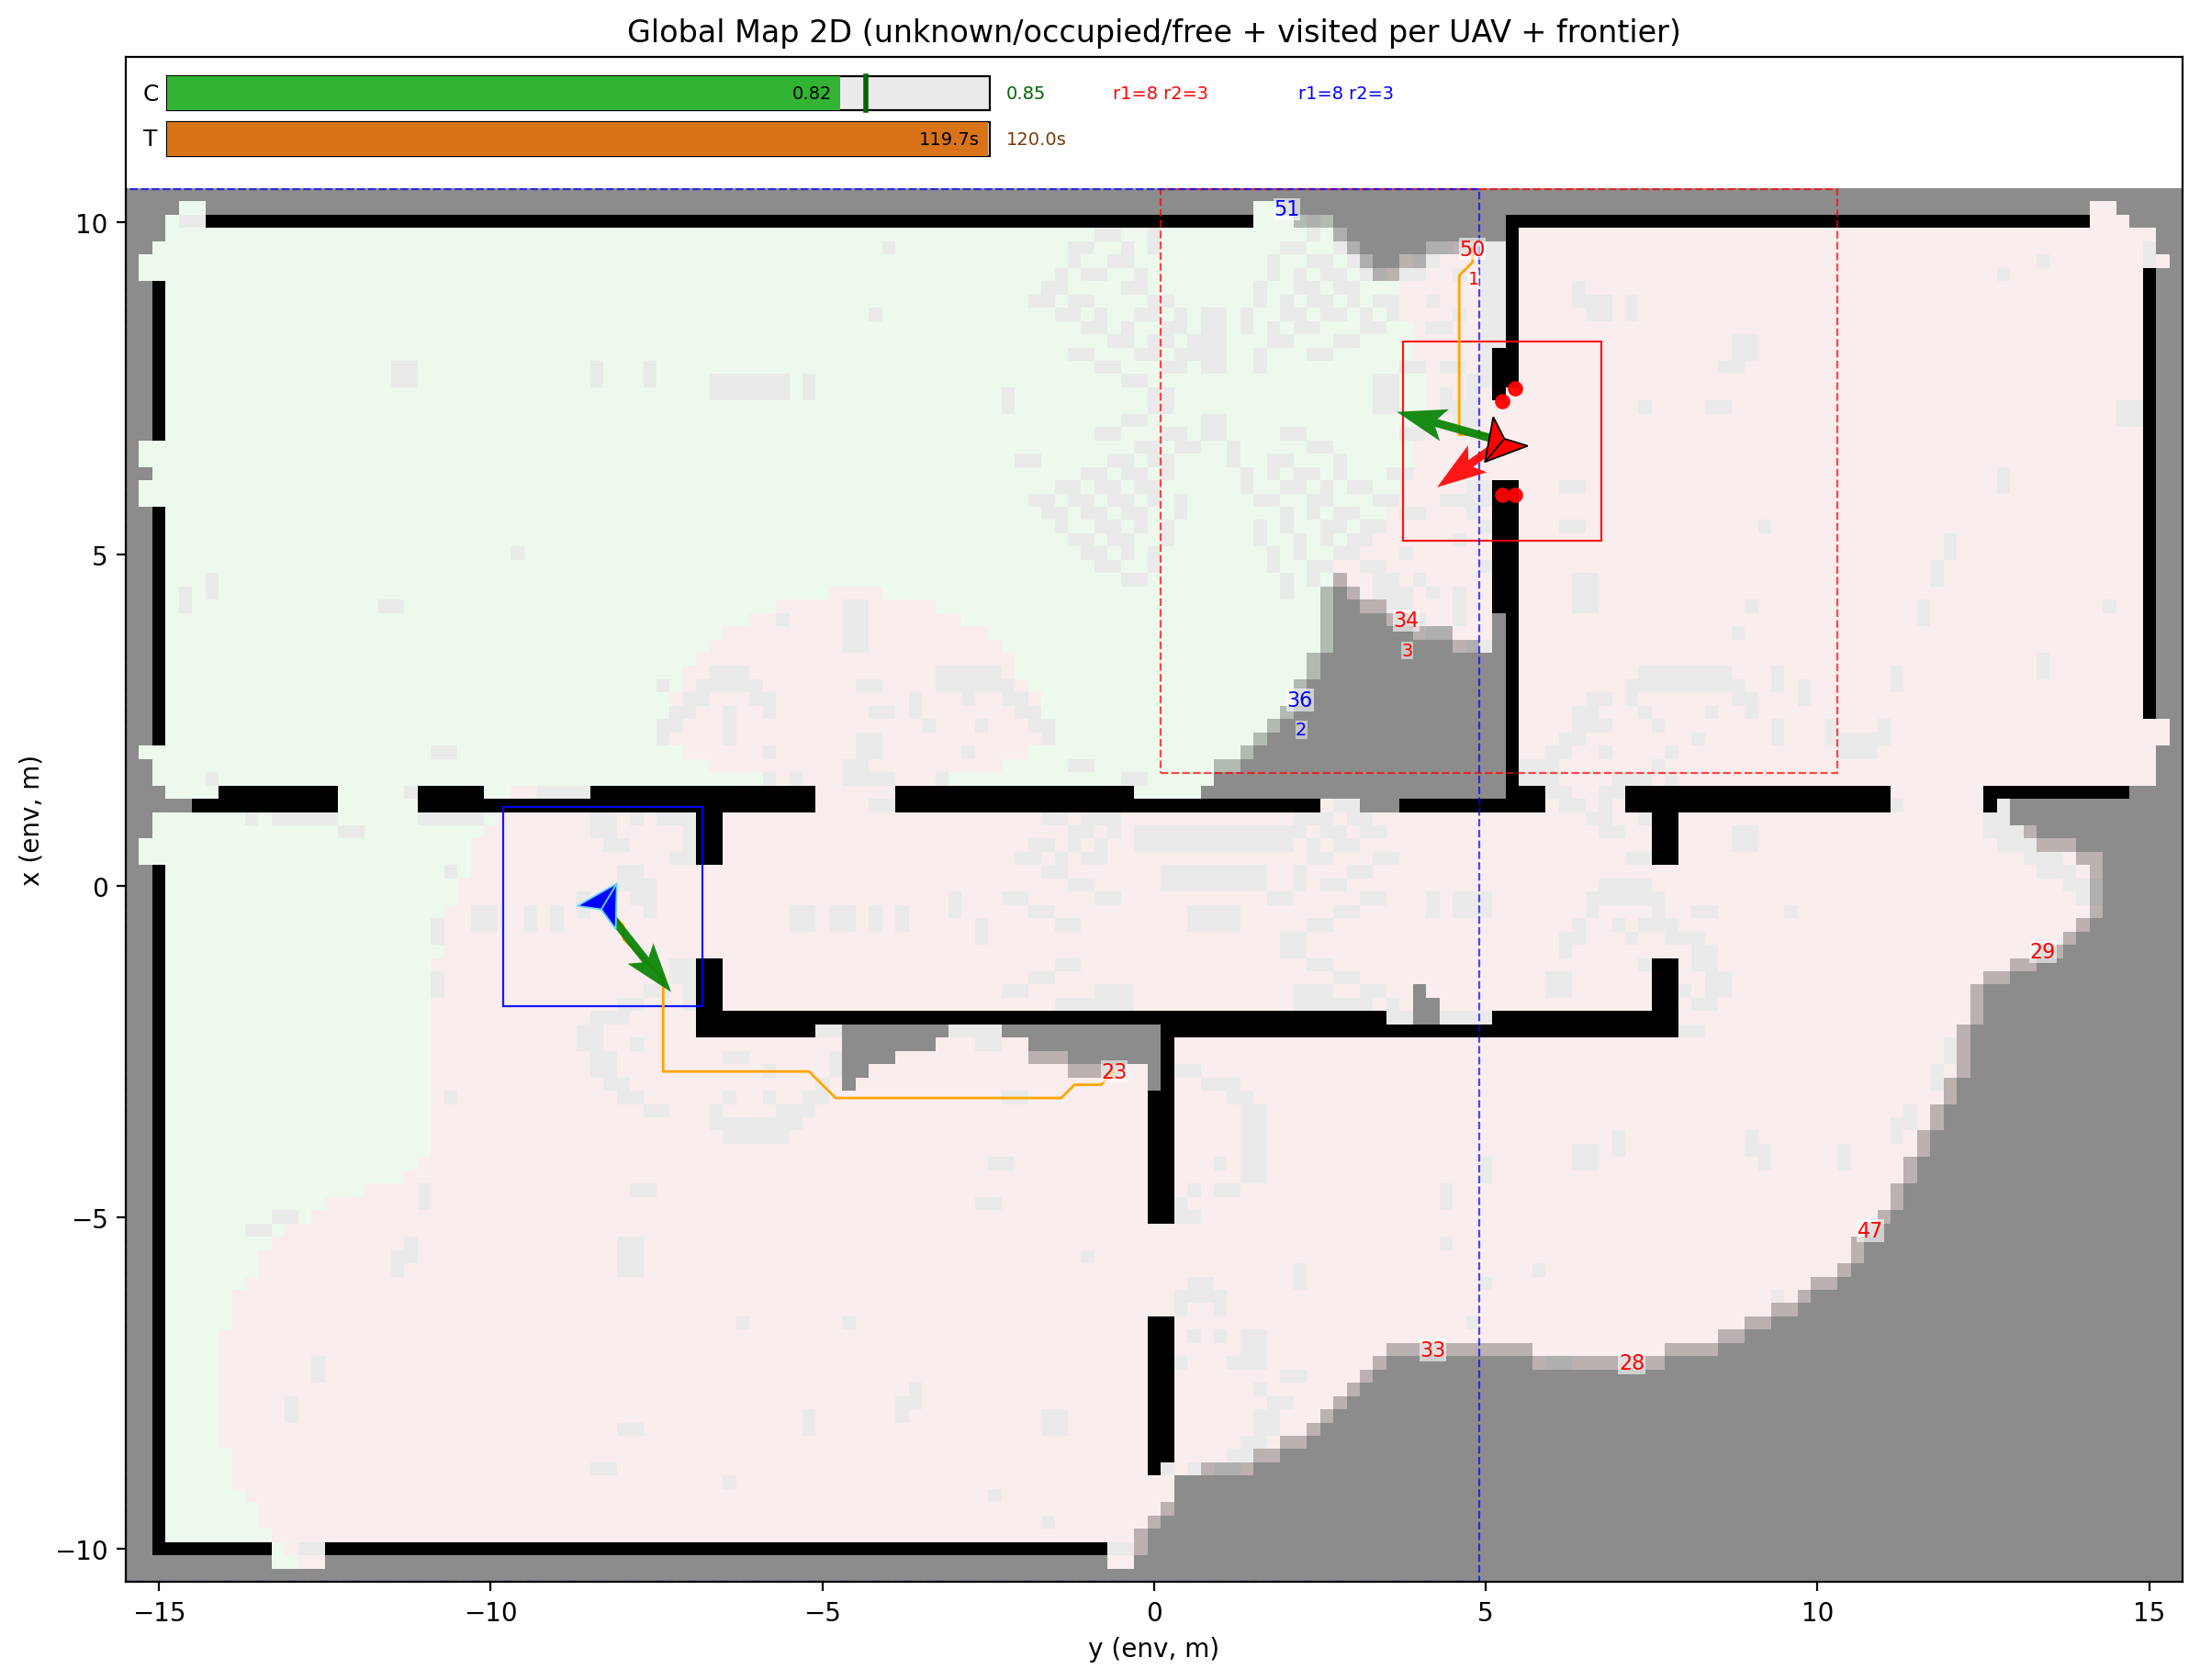 Global Map 2D (unknown/occupied/free + visited per UAV + frontier)
C 0.82 0.85 r1=8 r2=3 r1=8 r2=3
T 119.7s 120.0s
10
5
0
−5
−10
x (env, m)
51
50
1
34
3
36
2
29
23
47
33
28
−15 −10 −5 0 5 10 15
y (env, m)